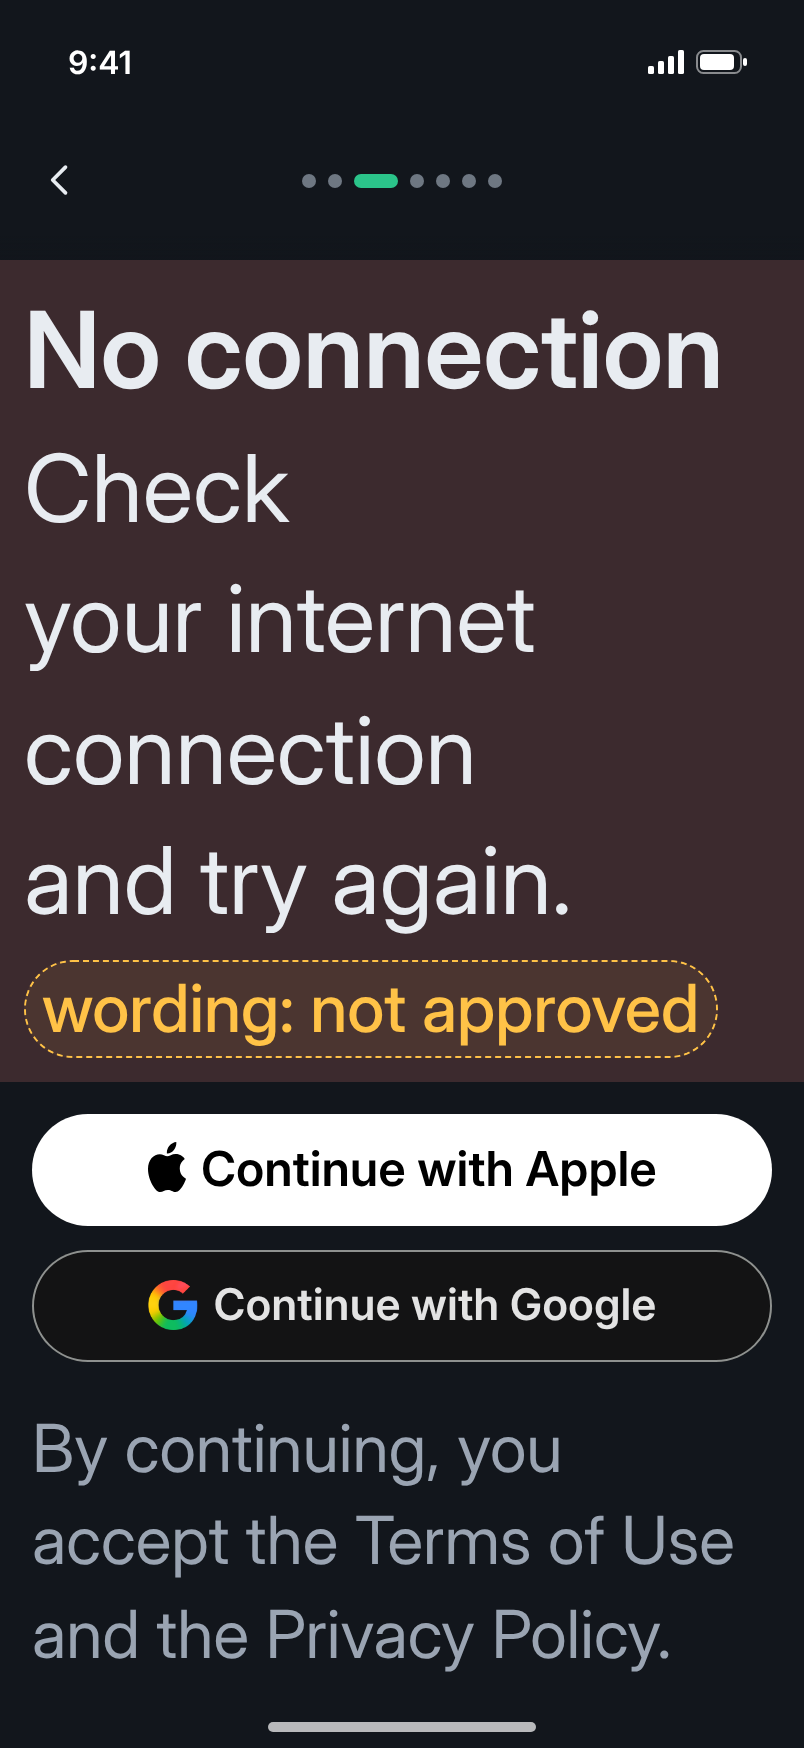 9:41
No connection
Check
your internet
connection
and try again.
wording: not approved
Continue with Apple
Continue with Google
By continuing, you
accept the Terms of Use
and the Privacy Policy.